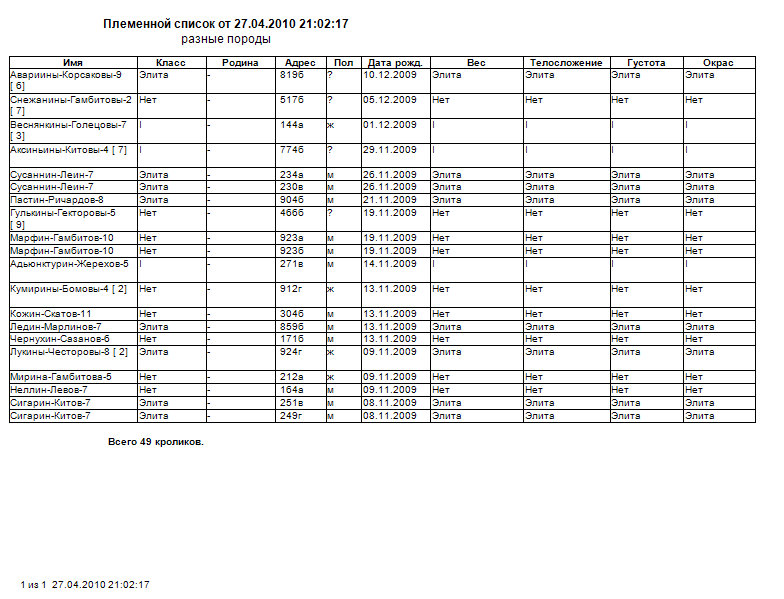 Племенной список от 27.04.2010 21:02:17
разные породы
Имя Класс Родина Адрес Пол Дата рожд. Вес Телосложение Густота Окрас
Авариины-Корсаковы-9 Элита - 819б ? 10.12.2009 Элита Элита Элита Элита
[ 6]
Снежанины-Гамбитовы-2 Нет - 517б ? 05.12.2009 Нет Нет Нет Нет
[ 7]
Веснянкины-Голецовы-7 I - 144а ж 01.12.2009 I I I I
[ 3]
Аксиньины-Китовы-4 [ 7] I - 774б ? 29.11.2009 I I I I
Сусаннин-Леин-7 Элита - 234а м 26.11.2009 Элита Элита Элита Элита
Сусаннин-Леин-7 Элита - 230в м 26.11.2009 Элита Элита Элита Элита
Пастин-Ричардов-8 Элита - 904б м 21.11.2009 Элита Элита Элита Элита
Гулькины-Гекторовы-5 Нет - 466б ? 19.11.2009 Нет Нет Нет Нет
[ 9]
Марфин-Гамбитов-10 Нет - 923а м 19.11.2009 Нет Нет Нет Нет
Марфин-Гамбитов-10 Нет - 923б м 19.11.2009 Нет Нет Нет Нет
Адьюнктурин-Жерехов-5 I - 271в м 14.11.2009 I I I I
Кумирины-Бомовы-4 [ 2] Нет - 912г ж 13.11.2009 Нет Нет Нет Нет
Кожин-Скатов-11 Нет - 304б м 13.11.2009 Нет Нет Нет Нет
Ледин-Марлинов-7 Элита - 859б м 13.11.2009 Элита Элита Элита Элита
Чернухин-Сазанов-6 Нет - 171б м 13.11.2009 Нет Нет Нет Нет
Лукины-Честоровы-8 [ 2] Элита - 924г ж 09.11.2009 Элита Элита Элита Элита
Мирина-Гамбитова-5 Нет - 212а ж 09.11.2009 Нет Нет Нет Нет
Неллин-Левов-7 Нет - 164а м 09.11.2009 Нет Нет Нет Нет
Сигарин-Китов-7 Элита - 251в м 08.11.2009 Элита Элита Элита Элита
Сигарин-Китов-7 Элита - 249г м 08.11.2009 Элита Элита Элита Элита
Всего 49 кроликов.
1 из 1 27.04.2010 21:02:17